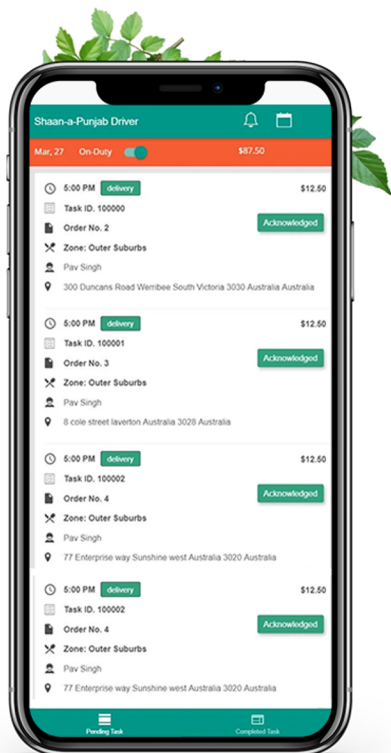 Shaan-a-Punjab Driver
Mar, 27 On-Duty $87.50
5:00 PM delivery $12.50
Task ID. 100000
Acknowledged
Order No. 2
Zone: Outer Suburbs
Pav Singh
300 Duncans Road Werribee South Victoria 3030 Australia Australia
5:00 PM delivery $12.50
Task ID. 100001
Acknowledged
Order No. 3
Zone: Outer Suburbs
Pav Singh
8 cole street laverton Australia 3028 Australia
5:00 PM delivery $12.50
Task ID. 100002
Acknowledged
Order No. 4
Zone: Outer Suburbs
Pav Singh
77 Enterprise way Sunshine west Australia 3020 Australia
5:00 PM delivery $12.50
Task ID. 100002
Acknowledged
Order No. 4
Zone: Outer Suburbs
Pav Singh
77 Enterprise way Sunshine west Australia 3020 Australia
Pending Task Completed Task